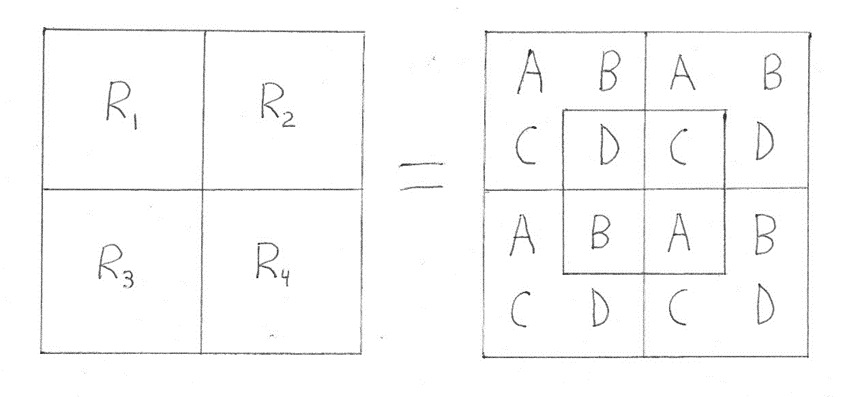 R₁ R₂
R₃ R₄
=
A B A B
C D C D
A B A B
C D C D